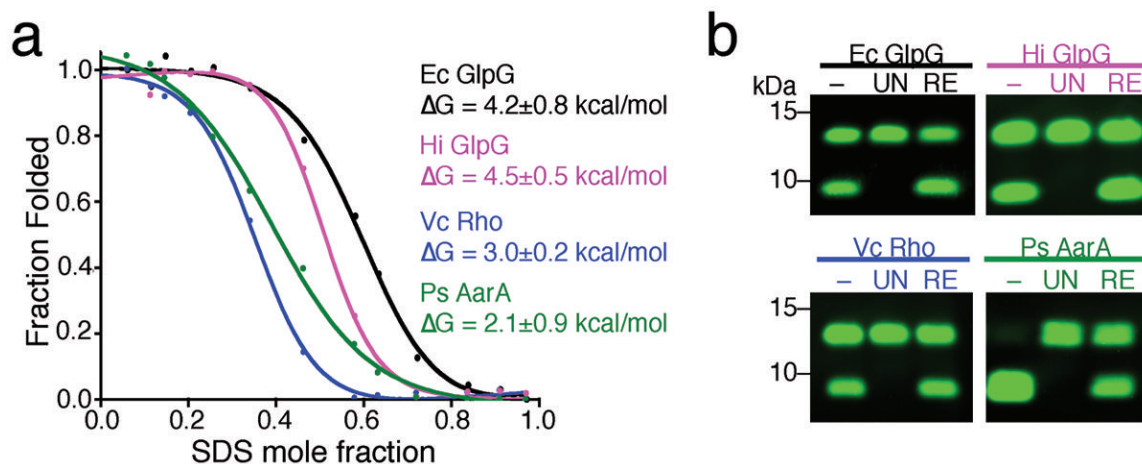 a
Fraction Folded
1.0
0.8
0.6
0.4
0.2
0.0
0.0 0.2 0.4 0.6 0.8 1.0
SDS mole fraction
Ec GlpG
ΔG = 4.2±0.8 kcal/mol
Hi GlpG
ΔG = 4.5±0.5 kcal/mol
Vc Rho
ΔG = 3.0±0.2 kcal/mol
Ps AarA
ΔG = 2.1±0.9 kcal/mol
b
Ec GlpG Hi GlpG
kDa – UN RE – UN RE
15
10
Vc Rho Ps AarA
– UN RE – UN RE
15
10